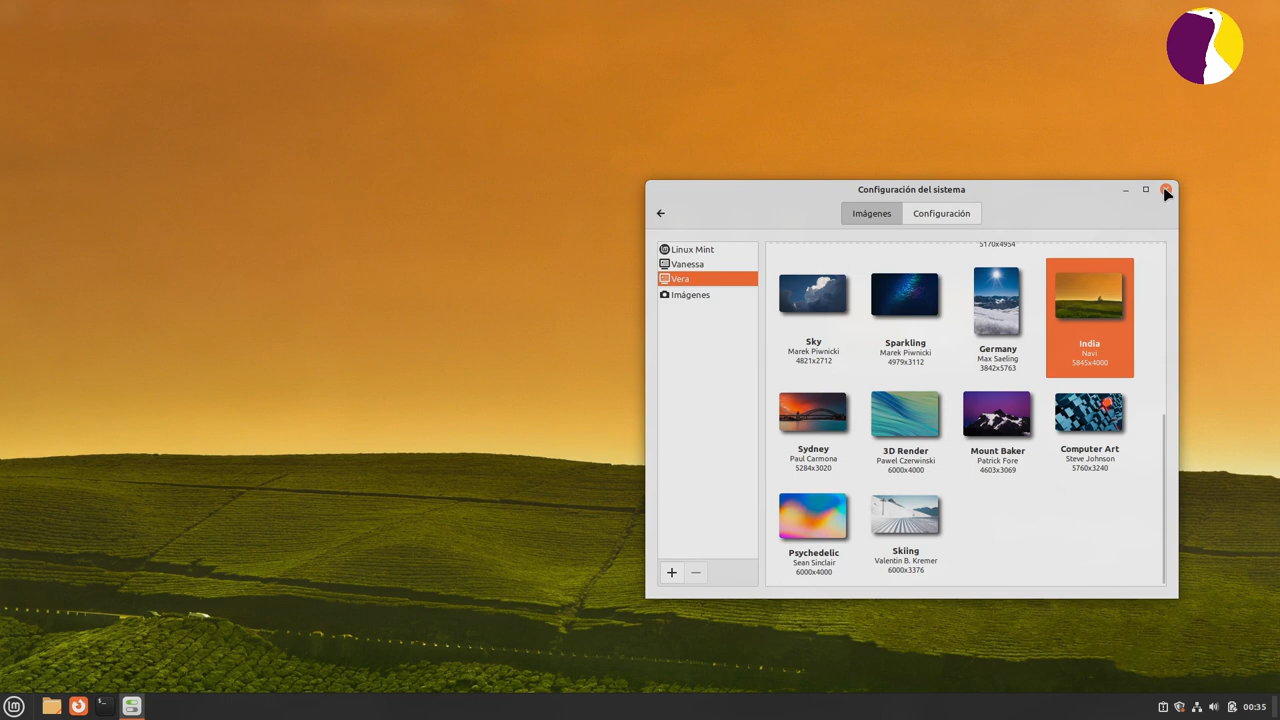 Configuración del sistema
Imágenes
Configuración
Linux Mint
Vanessa
Vera
Imágenes
5170x4954
Sky
Marek Piwnicki
4821x2712
Sparkling
Marek Piwnicki
4979x3112
Germany
Max Saeling
3842x5763
India
Navi
5845x4000
Sydney
Paul Carmona
5284x3020
3D Render
Pawel Czerwinski
6000x4000
Mount Baker
Patrick Fore
4603x3069
Computer Art
Steve Johnson
5760x3240
Psychedelic
Sean Sinclair
6000x4000
Skiing
Valentin B. Kremer
6000x3376
00:35